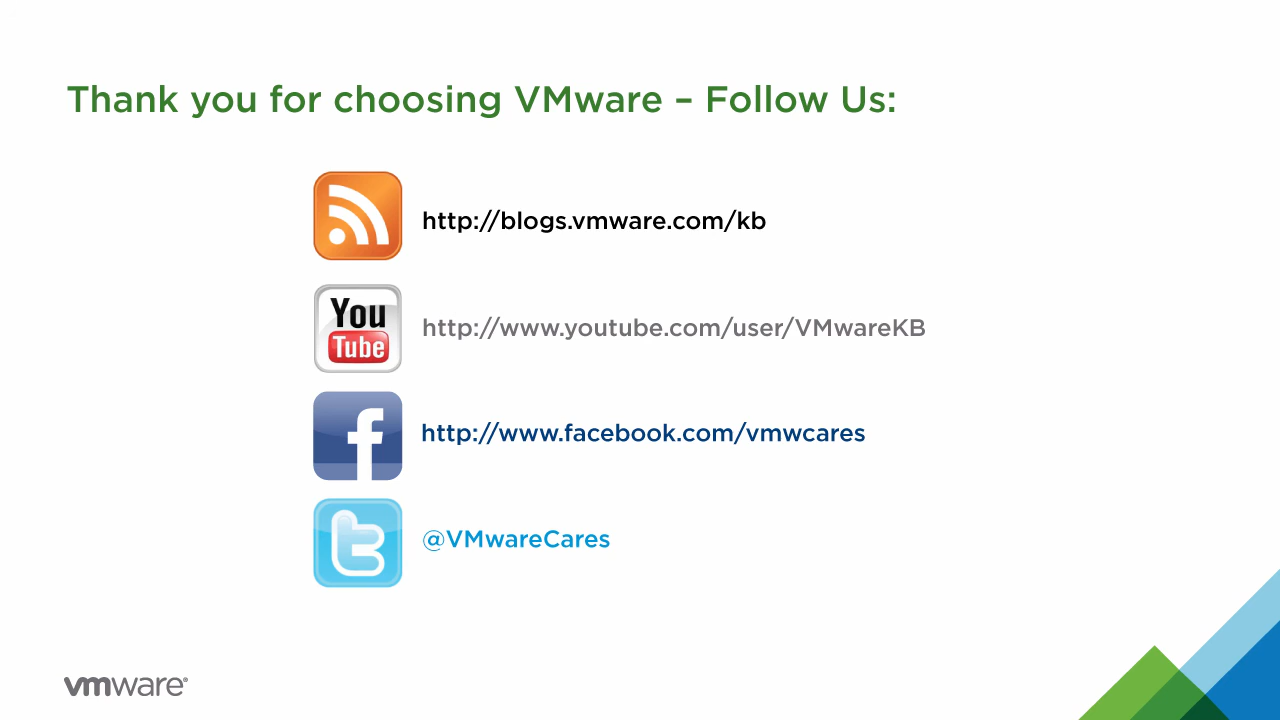 Thank you for choosing VMware – Follow Us:
http://blogs.vmware.com/kb
You
Tube
http://www.youtube.com/user/VMwareKB
f
http://www.facebook.com/vmwcares
t
@VMwareCares
vmware®